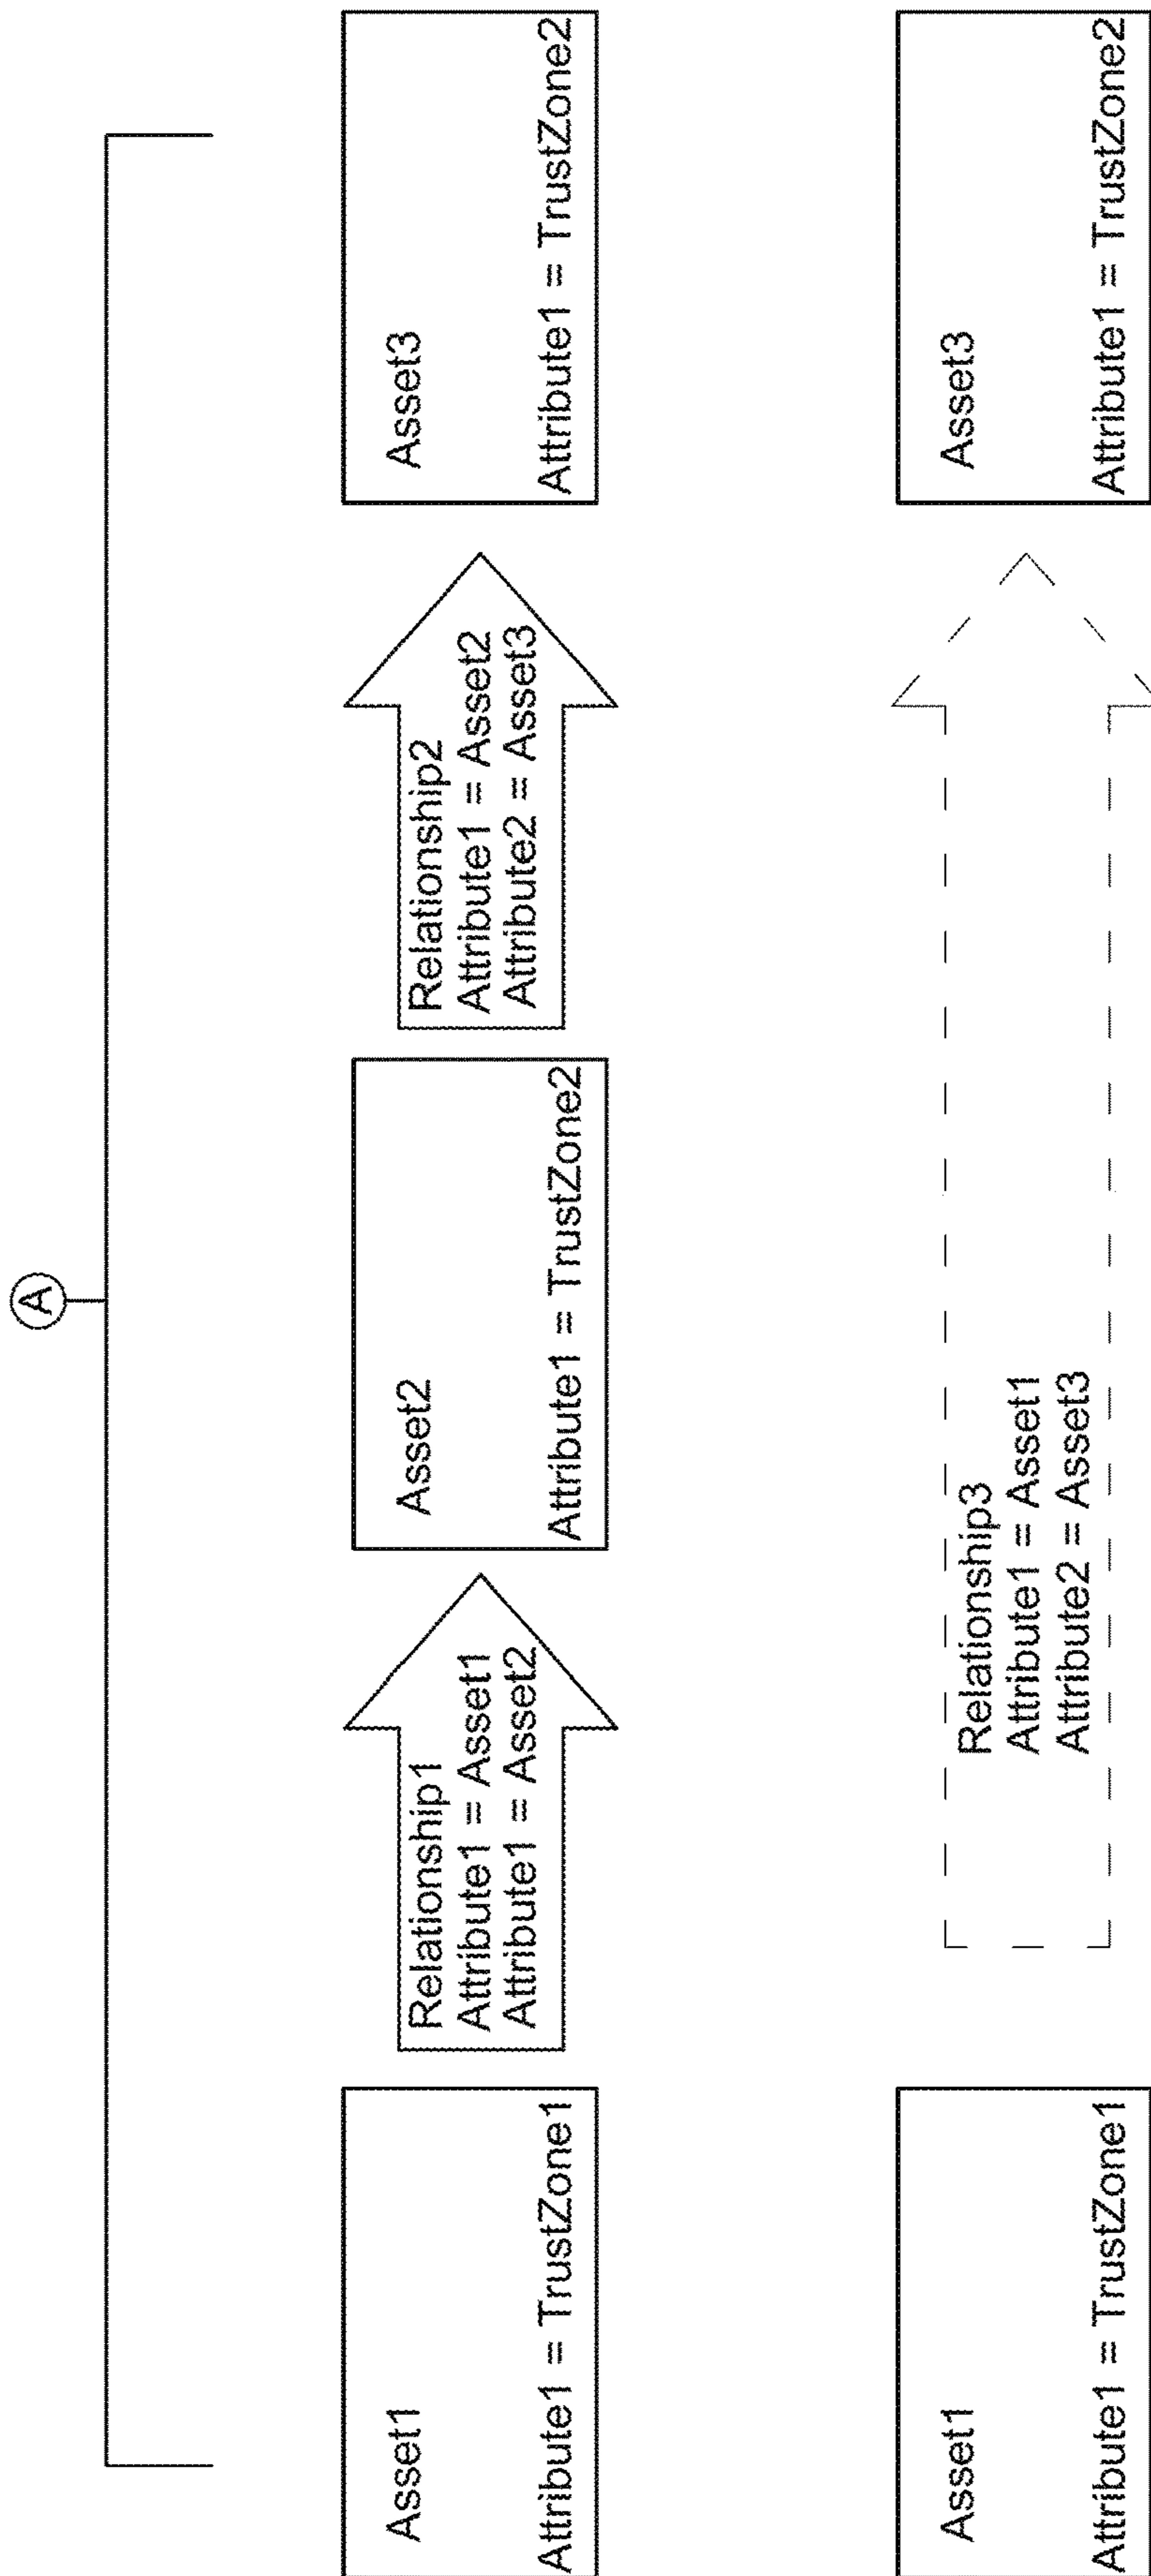 A
Asset1
Attribute1 = TrustZone1
Relationship1
Attribute1 = Asset1
Attribute1 = Asset2
Asset2
Attribute1 = TrustZone2
Relationship2
Attribute1 = Asset2
Attribute2 = Asset3
Asset3
Attribute1 = TrustZone2
Asset1
Attribute1 = TrustZone1
Relationship3
Attribute1 = Asset1
Attribute2 = Asset3
Asset3
Attribute1 = TrustZone2